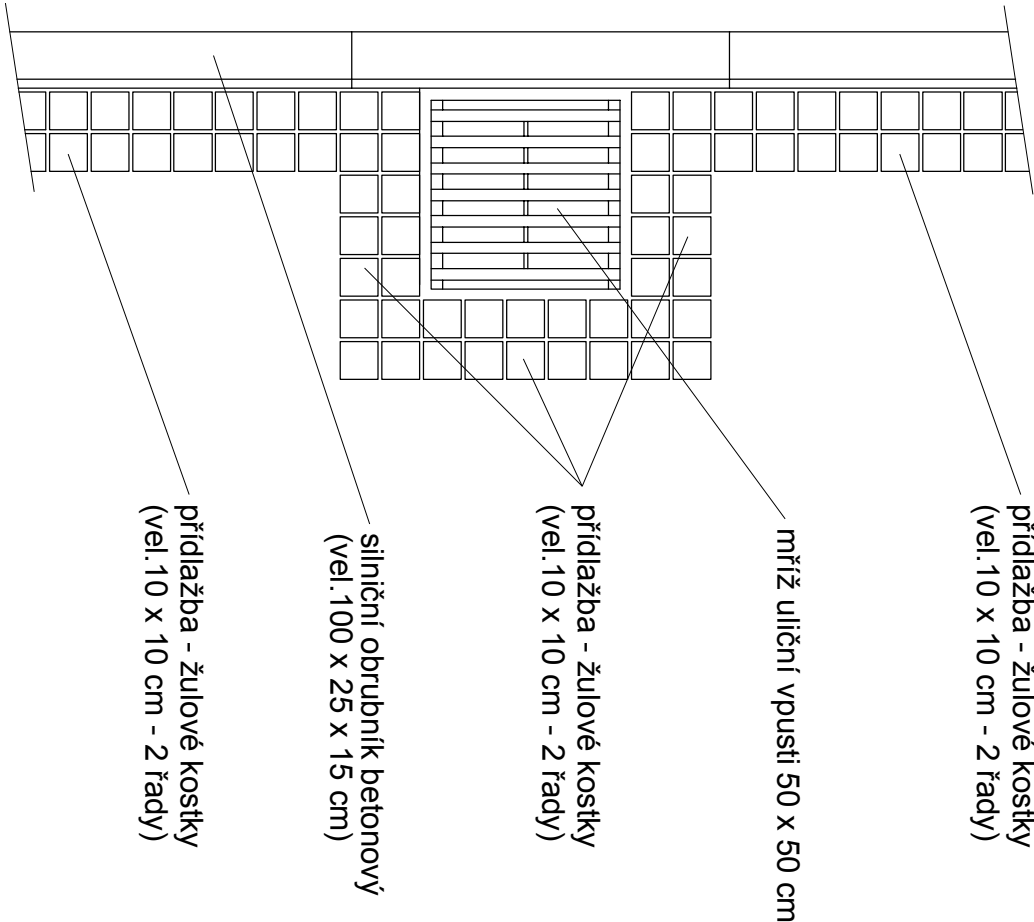 přídlažba - žulové kostky
(vel.10 x 10 cm - 2 řady)
mříž uliční vpusti 50 x 50 cm
přídlažba - žulové kostky
(vel.10 x 10 cm - 2 řady)
silniční obrubník betonový
(vel.100 x 25 x 15 cm)
přídlažba - žulové kostky
(vel.10 x 10 cm - 2 řady)